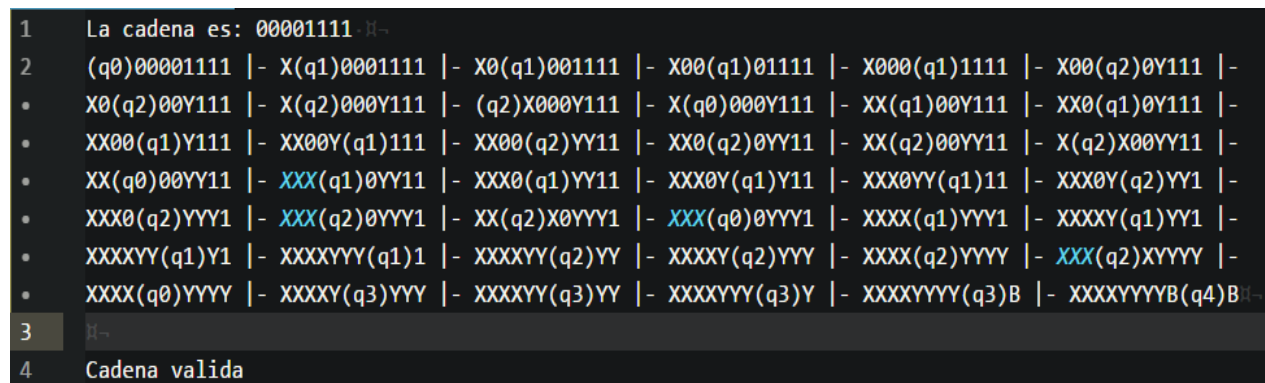 1 La cadena es: 00001111
2 (q0)00001111 |- X(q1)0001111 |- X0(q1)001111 |- X00(q1)01111 |- X000(q1)1111 |- X00(q2)0Y111 |-
X0(q2)00Y111 |- X(q2)000Y111 |- (q2)X000Y111 |- X(q0)000Y111 |- XX(q1)00Y111 |- XX0(q1)0Y111 |-
XX00(q1)Y111 |- XX00Y(q1)111 |- XX00(q2)YY11 |- XX0(q2)0YY11 |- XX(q2)00YY11 |- X(q2)X00YY11 |-
XX(q0)00YY11 |- XXX(q1)0YY11 |- XXX0(q1)YY11 |- XXX0Y(q1)Y11 |- XXX0YY(q1)11 |- XXX0Y(q2)YY1 |-
XXX0(q2)YYY1 |- XXX(q2)0YYY1 |- XX(q2)X0YYY1 |- XXX(q0)0YYY1 |- XXXX(q1)YYY1 |- XXXXY(q1)YY1 |-
XXXXYY(q1)Y1 |- XXXXYYY(q1)1 |- XXXXYY(q2)YY |- XXXXY(q2)YYY |- XXXX(q2)YYYY |- XXX(q2)XYYYY |-
XXXX(q0)YYYY |- XXXXY(q3)YYY |- XXXXYY(q3)YY |- XXXXYYY(q3)Y |- XXXXYYYY(q3)B |- XXXXYYYYB(q4)B
3
4 Cadena valida